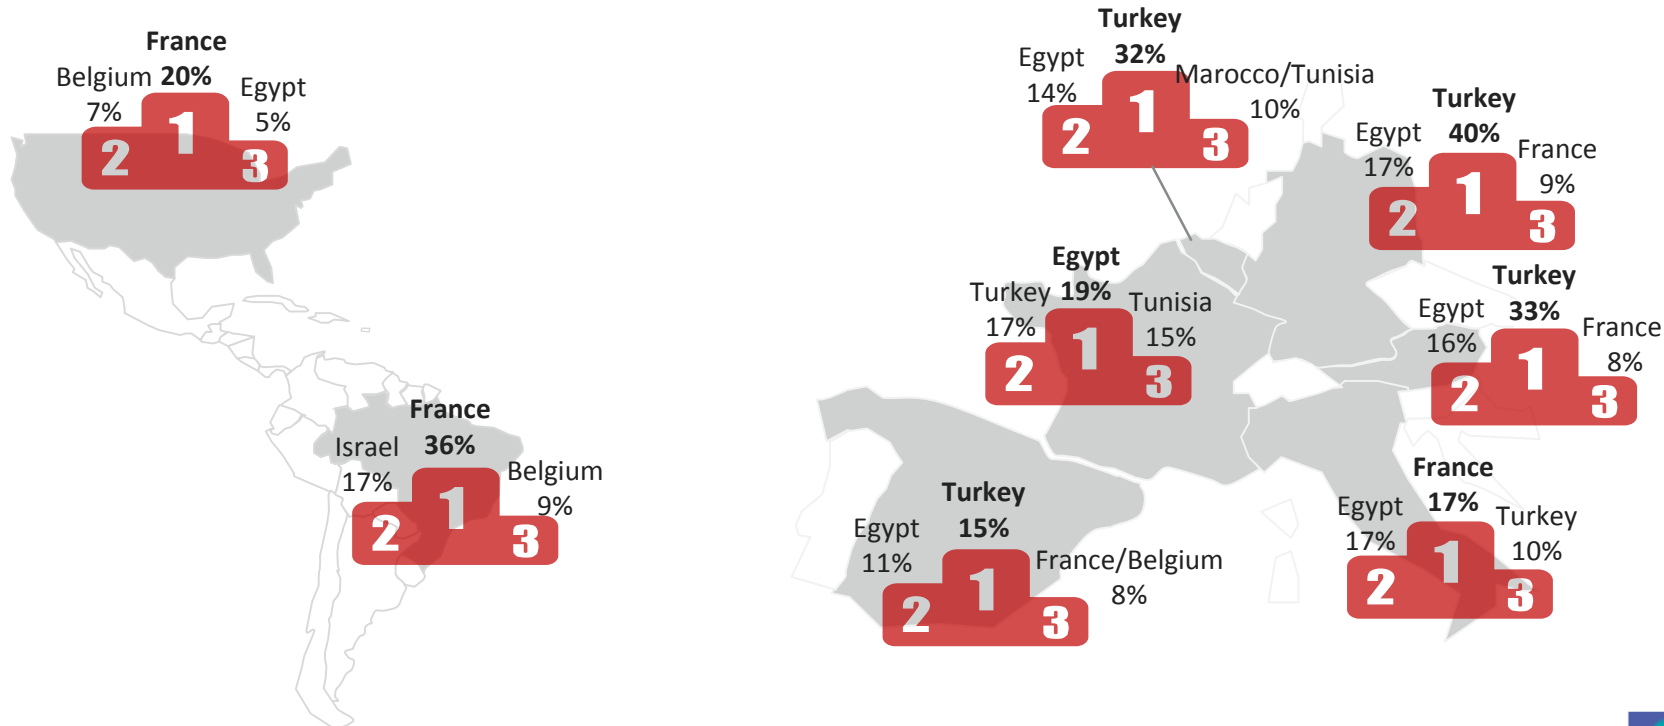 France
20%
Belgium
7%
Egypt
5%
1
2
3
France
36%
Israel
17%
Belgium
9%
1
2
3
Turkey
32%
Egypt
14%
Marocco/Tunisia
10%
1
2
3
Turkey
40%
Egypt
17%
France
9%
1
2
3
Egypt
19%
Turkey
17%
Tunisia
15%
1
2
3
Turkey
33%
Egypt
16%
France
8%
1
2
3
Turkey
15%
Egypt
11%
France/Belgium
8%
1
2
3
France
17%
Egypt
17%
Turkey
10%
1
2
3